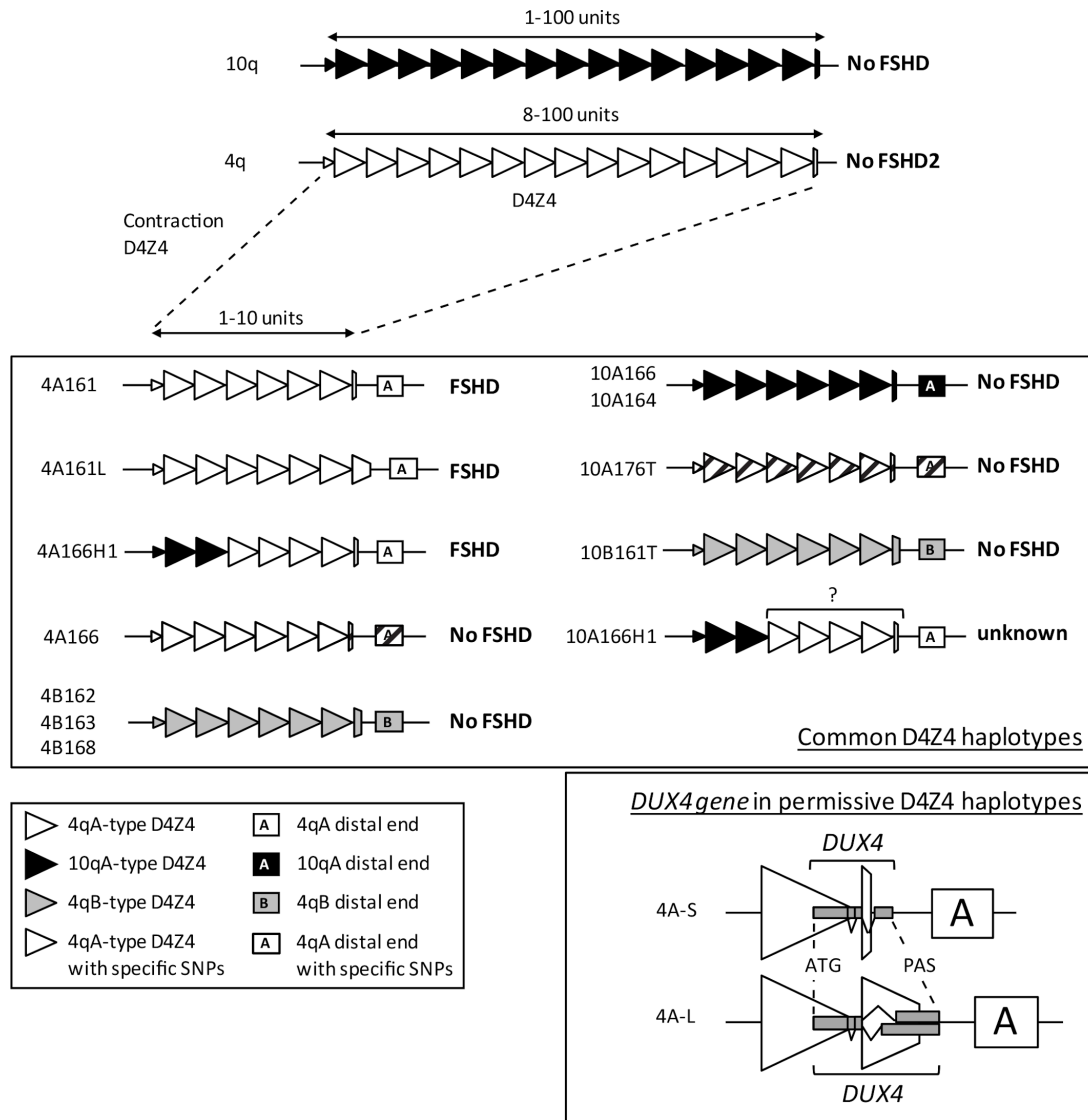 1-100 units
10q
No FSHD
8-100 units
4q
No FSHD2
D4Z4
Contraction
D4Z4
1-10 units
4A161
A
FSHD
4A161L
A
FSHD
4A166H1
A
FSHD
4A166
A
No FSHD
4B162
4B163
4B168
B
No FSHD
10A166
10A164
A
No FSHD
10A176T
A
No FSHD
10B161T
B
No FSHD
?
10A166H1
A
unknown
Common D4Z4 haplotypes
4qA-type D4Z4
10qA-type D4Z4
4qB-type D4Z4
4qA-type D4Z4
with specific SNPs
A 4qA distal end
A 10qA distal end
B 4qB distal end
A 4qA distal end
with specific SNPs
DUX4 gene in permissive D4Z4 haplotypes
DUX4
4A-S
A
ATG
PAS
4A-L
A
DUX4